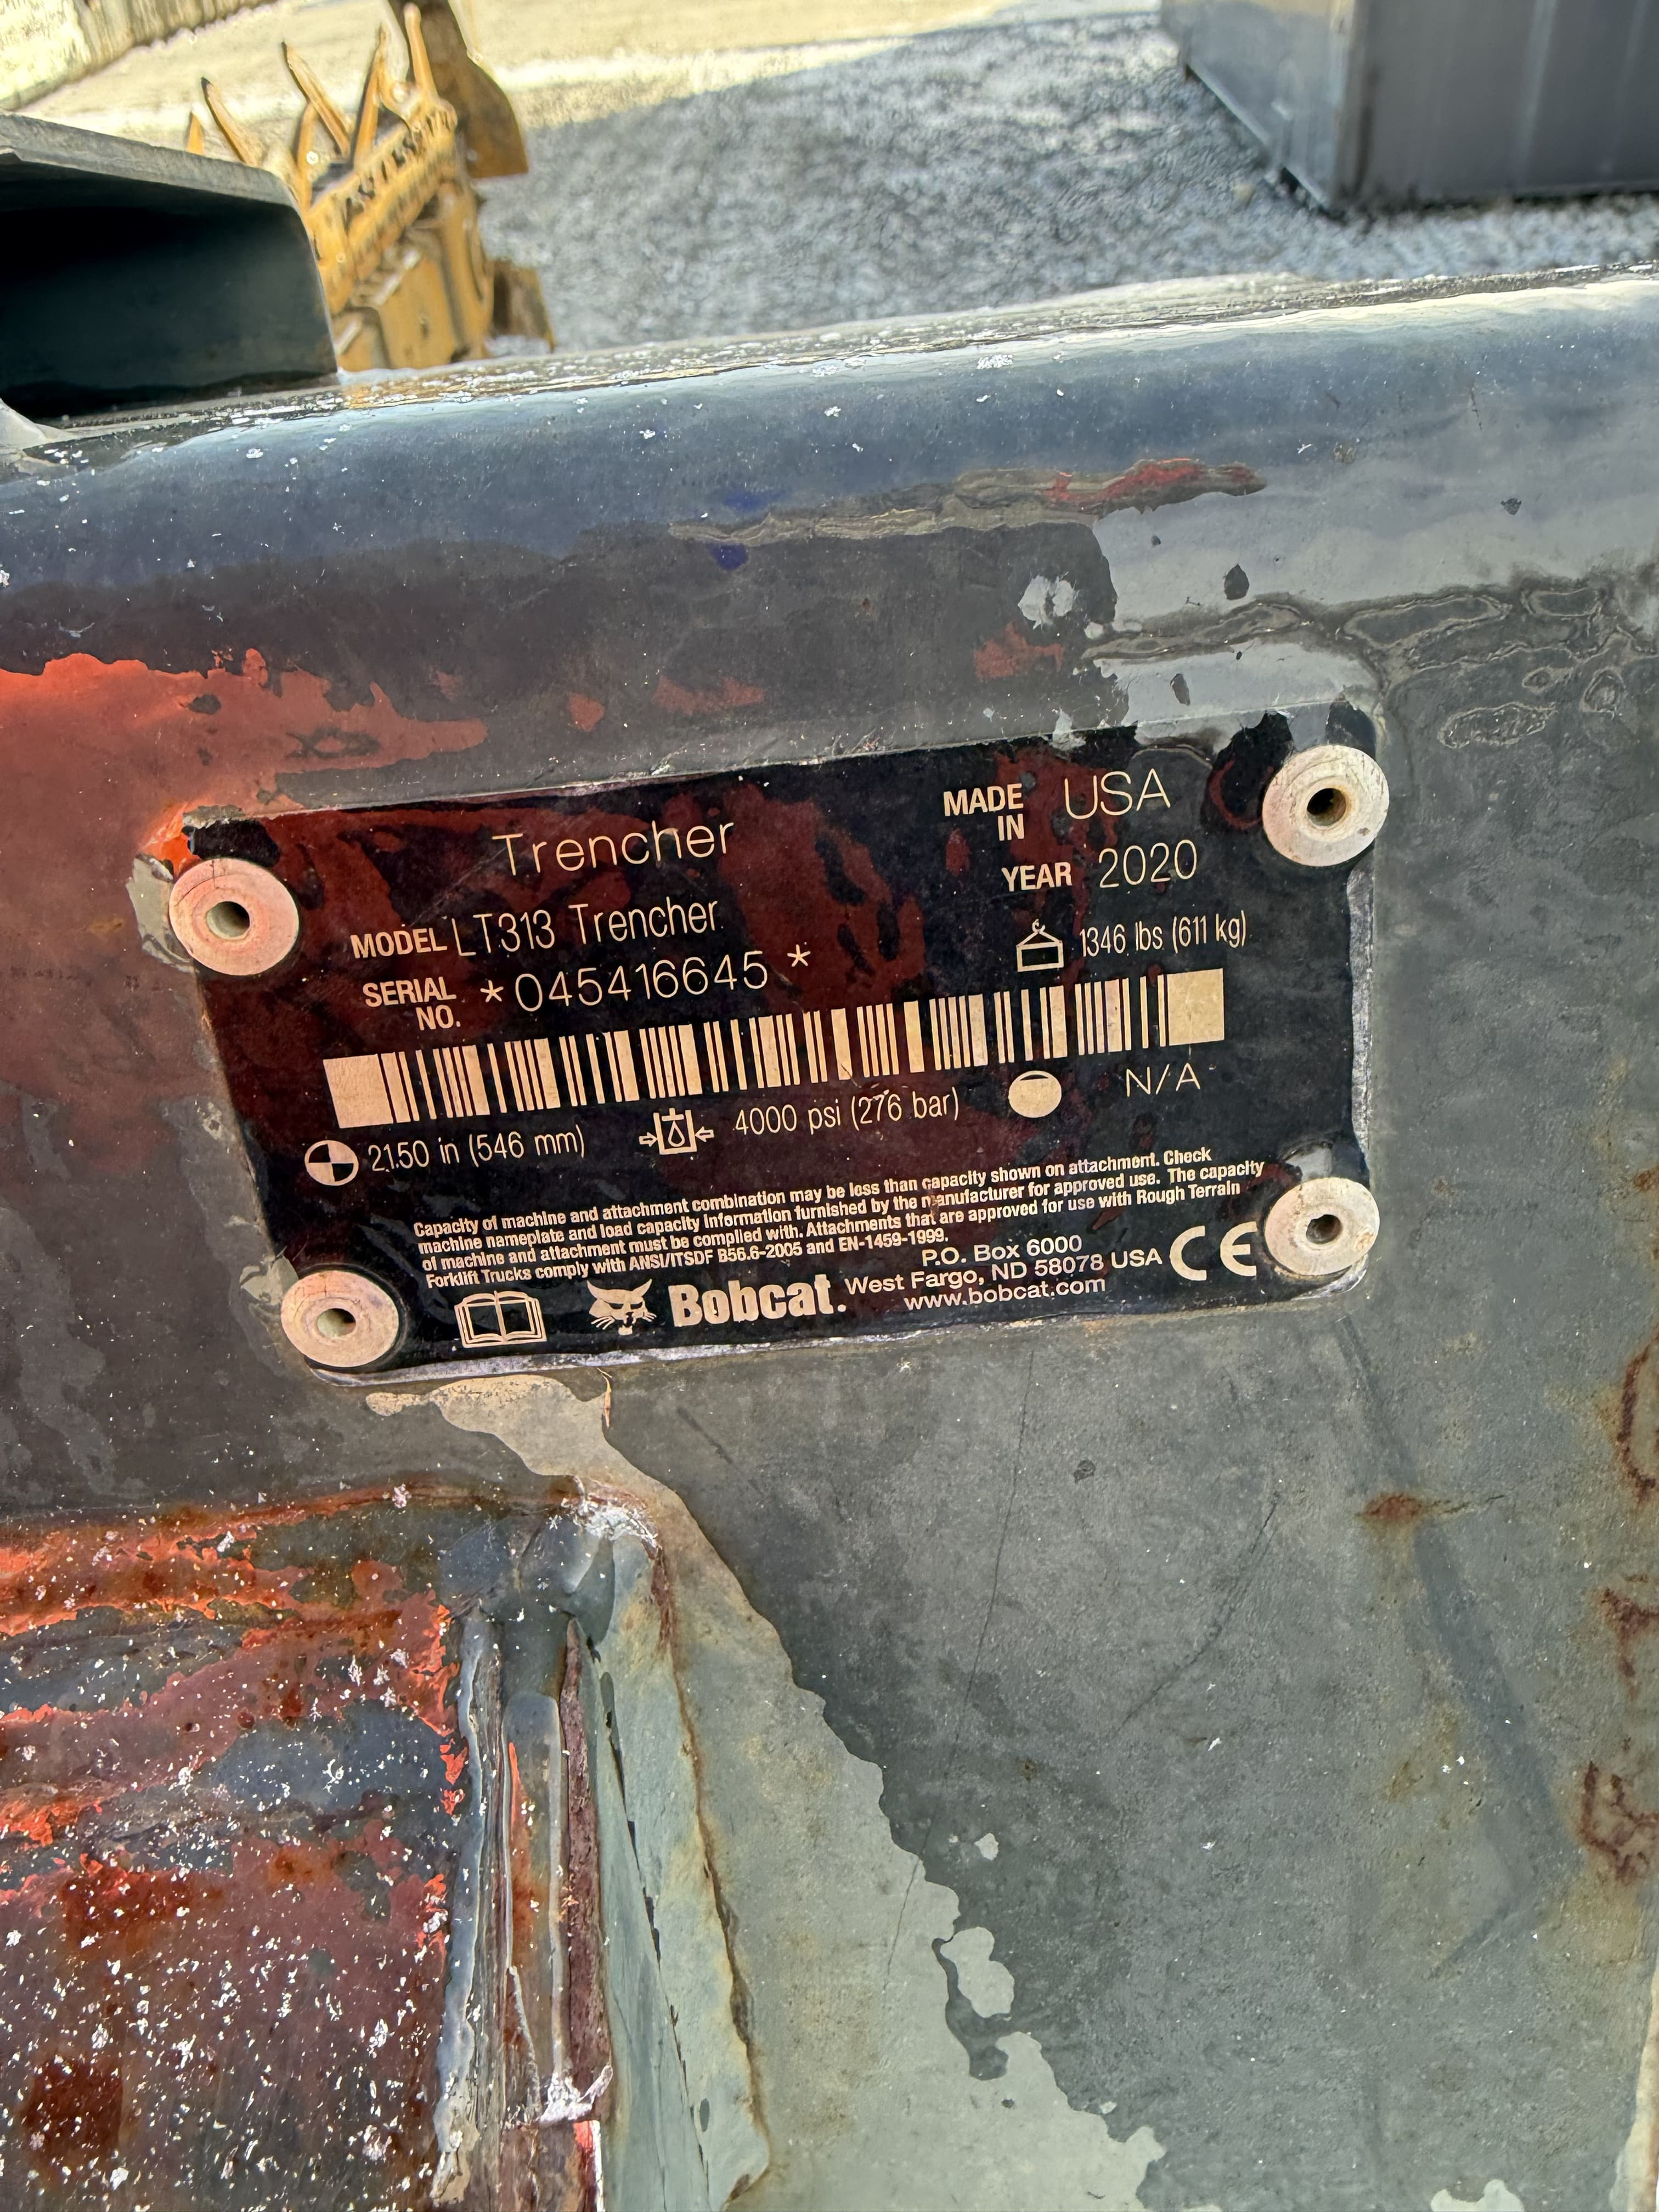 Trencher
MADE IN USA
YEAR 2020
MODEL LT313 Trencher
1346 lbs (611 kg)
SERIAL NO. *045416645*
21.50 in (546 mm)
4000 psi (276 bar)
N/A
Capacity of machine and attachment combination may be less than capacity shown on attachment. Check
machine nameplate and load capacity information furnished by the manufacturer for approved use. The capacity
of machine and attachment must be complied with. Attachments that are approved for use with Rough Terrain
Forklift Trucks comply with ANSI/ITSDF B56.6-2005 and EN-1459-1999.
Bobcat.
P.O. Box 6000
West Fargo, ND 58078 USA
www.bobcat.com
CE